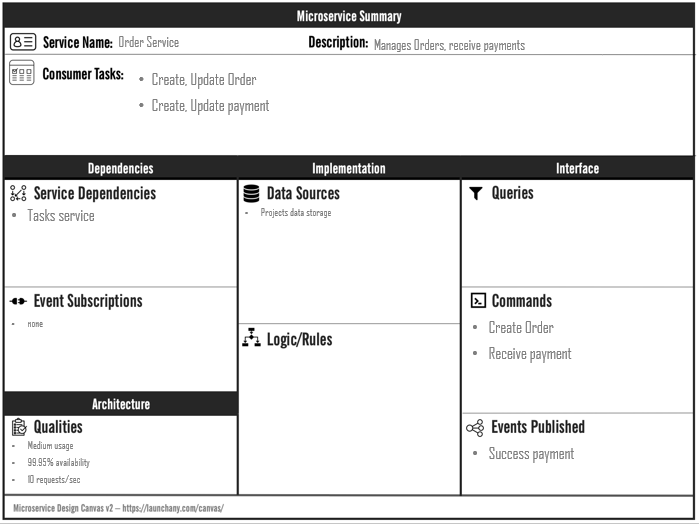 Microservice Summary
Service Name: Order Service
Description: Manages Orders, receive payments
Consumer Tasks:
• Create, Update Order
• Create, Update payment
Dependencies
Service Dependencies
• Tasks service
Event Subscriptions
- none
Architecture
Qualities
- Medium usage
- 99.95% availability
- 10 requests/sec
Implementation
Data Sources
- Projects data storage
Logic/Rules
Interface
Queries
Commands
• Create Order
• Receive payment
Events Published
• Success payment
Microservice Design Canvas v2 – https://launchany.com/canvas/